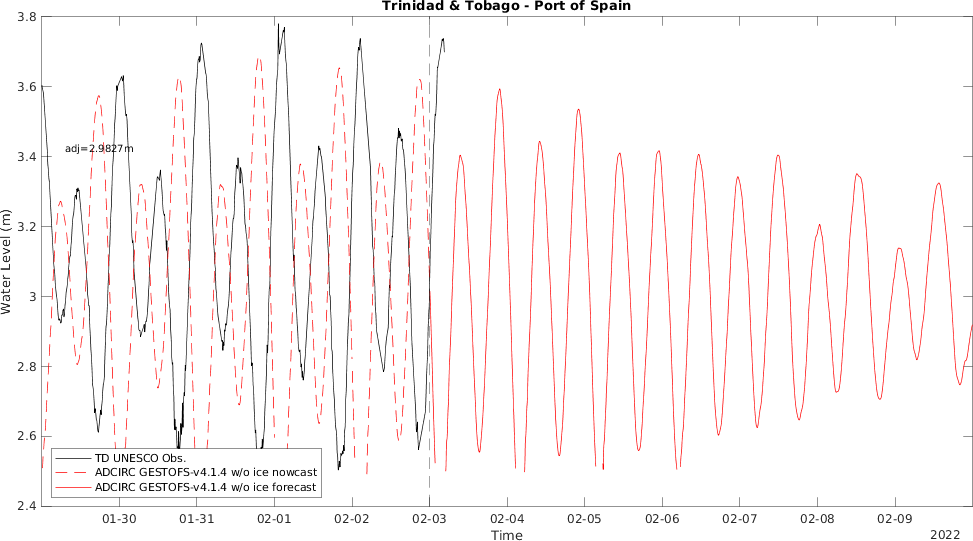 Trinidad & Tobago - Port of Spain
3.8
3.6
3.4
3.2
3
2.8
2.6
2.4
Water Level (m)
adj=2.9827m
TD UNESCO Obs.
ADCIRC GESTOFS-v4.1.4 w/o ice nowcast
ADCIRC GESTOFS-v4.1.4 w/o ice forecast
01-30 01-31 02-01 02-02 02-03 02-04 02-05 02-06 02-07 02-08 02-09
Time
2022